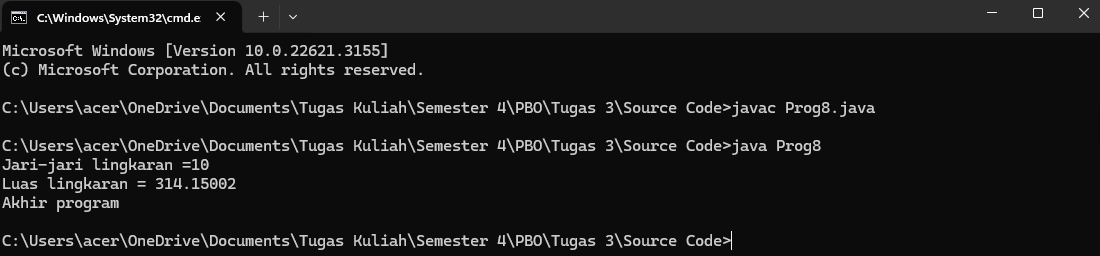 C:\Windows\System32\cmd.e
Microsoft Windows [Version 10.0.22621.3155]
(c) Microsoft Corporation. All rights reserved.
C:\Users\acer\OneDrive\Documents\Tugas Kuliah\Semester 4\PBO\Tugas 3\Source Code>javac Prog8.java
C:\Users\acer\OneDrive\Documents\Tugas Kuliah\Semester 4\PBO\Tugas 3\Source Code>java Prog8
Jari-jari lingkaran =10
Luas lingkaran = 314.15002
Akhir program
C:\Users\acer\OneDrive\Documents\Tugas Kuliah\Semester 4\PBO\Tugas 3\Source Code>